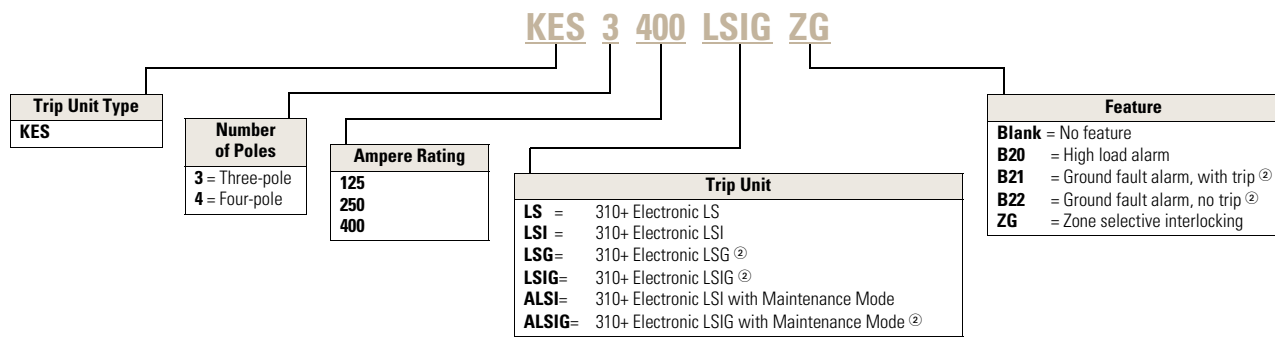 KES 3 400 LSIG ZG
Trip Unit Type
KES
Number
of Poles
3 = Three-pole
4 = Four-pole
Ampere Rating
125
250
400
Trip Unit
LS = 310+ Electronic LS
LSI = 310+ Electronic LSI
LSG= 310+ Electronic LSG ②
LSIG= 310+ Electronic LSIG ②
ALSI= 310+ Electronic LSI with Maintenance Mode
ALSIG= 310+ Electronic LSIG with Maintenance Mode ②
Feature
Blank = No feature
B20 = High load alarm
B21 = Ground fault alarm, with trip ②
B22 = Ground fault alarm, no trip ②
ZG = Zone selective interlocking